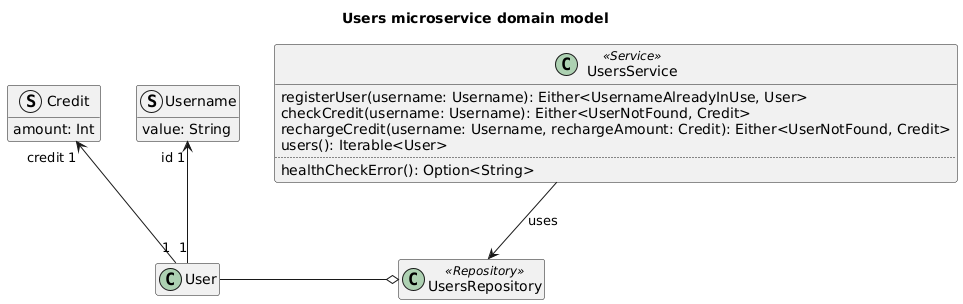 Users microservice domain model
«Service»
C UsersService
registerUser(username: Username): Either<UsernameAlreadyInUse, User>
checkCredit(username: Username): Either<UserNotFound, Credit>
rechargeCredit(username: Username, rechargeAmount: Credit): Either<UserNotFound, Credit>
users(): Iterable<User>
healthCheckError(): Option<String>
S Credit
amount: Int
S Username
value: String
credit 1
id 1
uses
1
1
C User
«Repository»
C UsersRepository